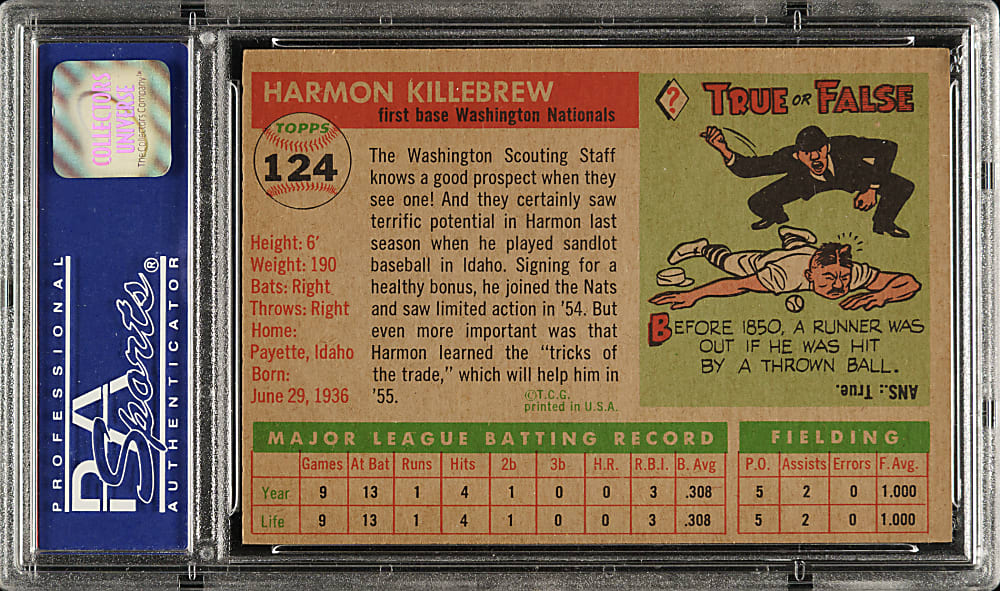 COLLECTORS
UNIVERSE
The Collectors Company™
PROFESSIONAL
PSA
Sports®
AUTHENTICATOR
HARMON KILLEBREW
first base Washington Nationals
TOPPS
124
Height: 6'
Weight: 190
Bats: Right
Throws: Right
Home:
Payette, Idaho
Born:
June 29, 1936
The Washington Scouting Staff
knows a good prospect when they
see one! And they certainly saw
terrific potential in Harmon last
season when he played sandlot
baseball in Idaho. Signing for a
healthy bonus, he joined the Nats
and saw limited action in '54. But
even more important was that
Harmon learned the "tricks of
the trade," which will help him in
'55.
©T.C.G.
printed in U.S.A.
?
TRUE OR FALSE
BEFORE 1850, A RUNNER WAS
OUT IF HE WAS HIT
BY A THROWN BALL.
ANS.: True.
MAJOR LEAGUE BATTING RECORD
Games At Bat Runs Hits 2b 3b H.R. R.B.I. B. Avg
Year 9 13 1 4 1 0 0 3 .308
Life 9 13 1 4 1 0 0 3 .308
FIELDING
P.O. Assists Errors F. Avg.
5 2 0 1.000
5 2 0 1.000